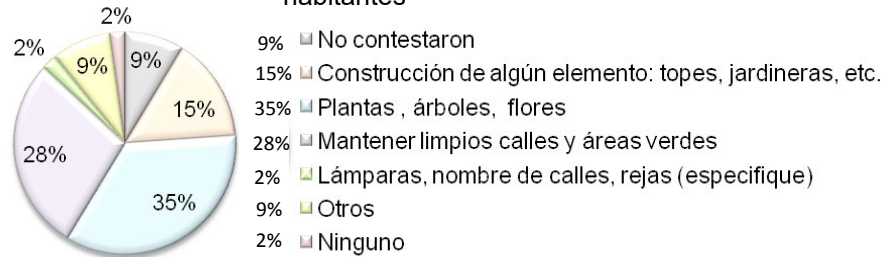 habitantes
2%
2%
9%
9%
15%
28%
35%
9% No contestaron
15% Construcción de algún elemento: topes, jardineras, etc.
35% Plantas , árboles, flores
28% Mantener limpios calles y áreas verdes
2% Lámparas, nombre de calles, rejas (especifique)
9% Otros
2% Ninguno